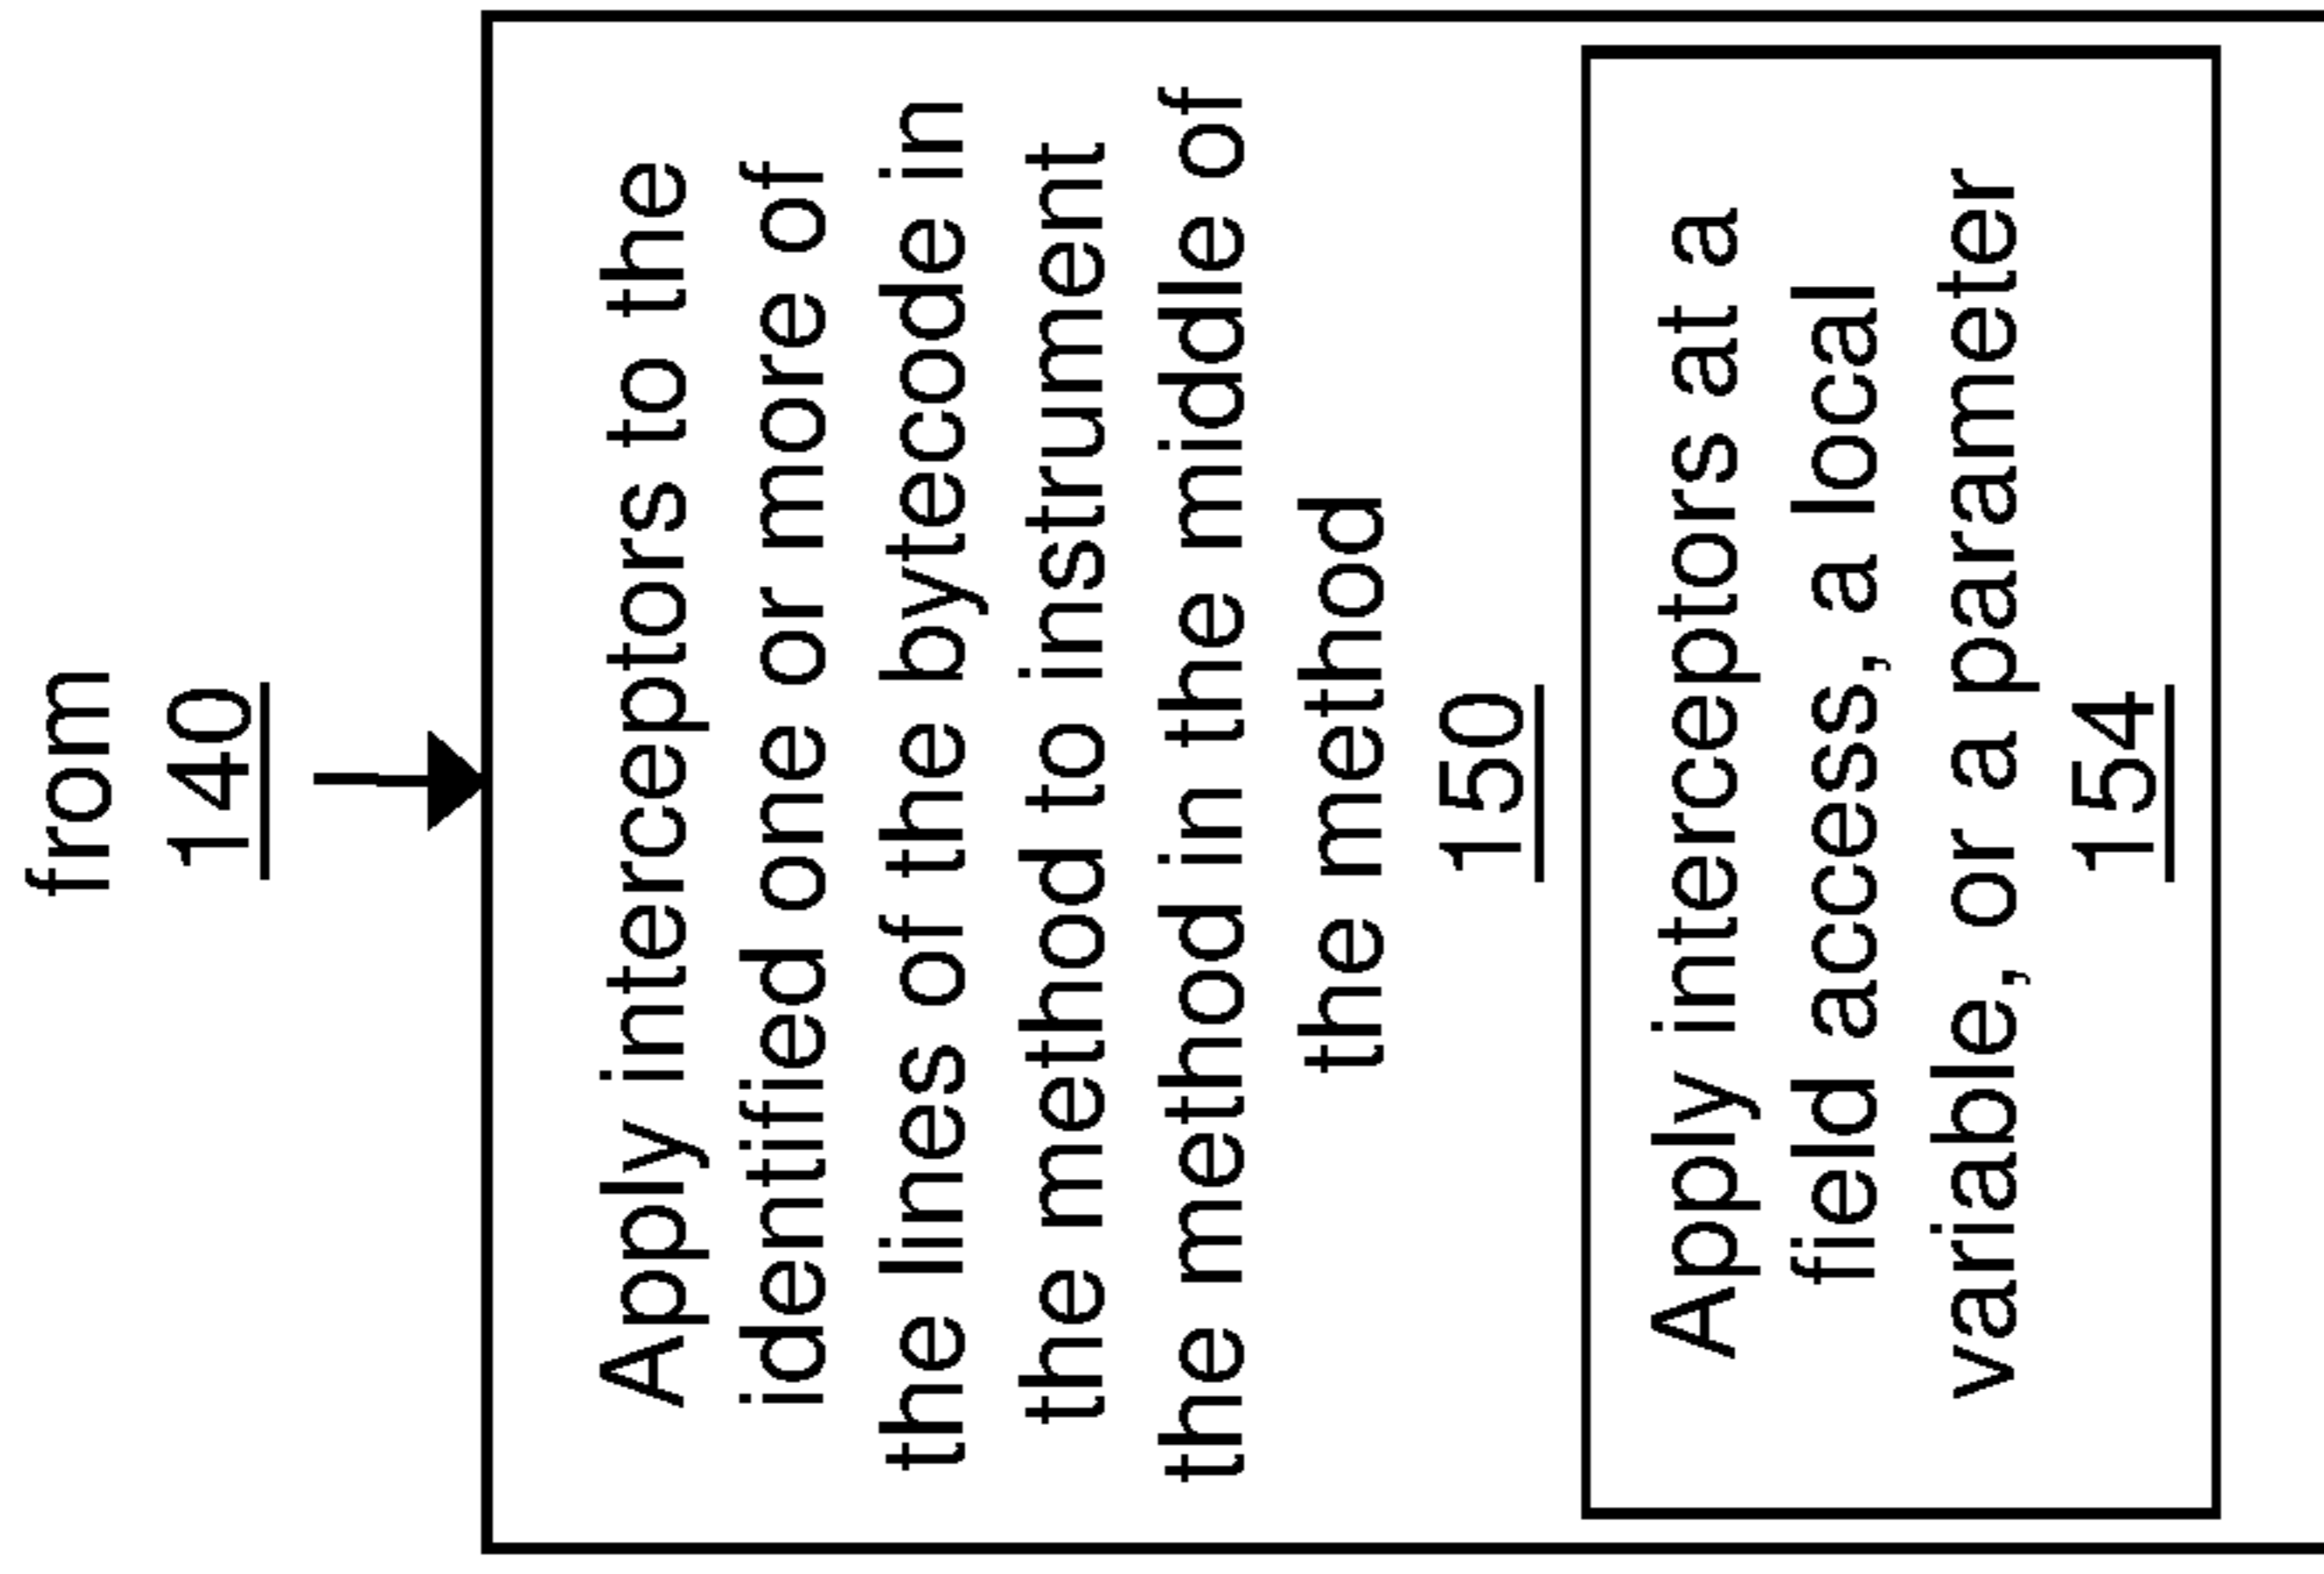 from
140
Apply interceptors to the
identified one or more of
the lines of the bytecode in
the method to instrument
the method in the middle of
the method
150
Apply interceptors at a
field access, a local
variable, or a parameter
154